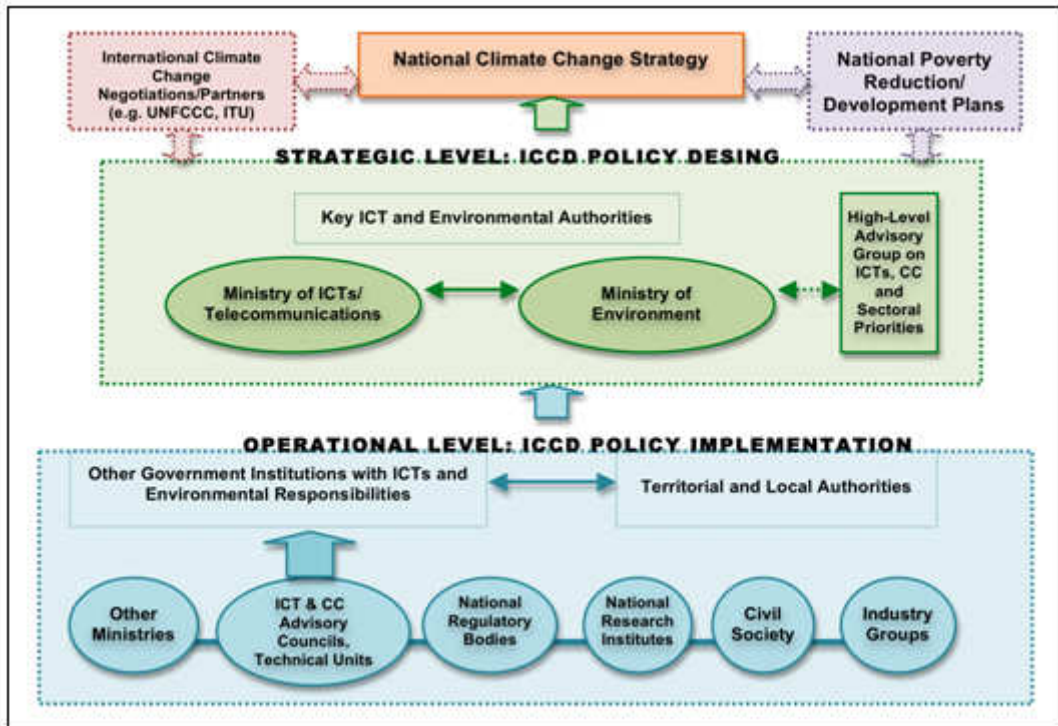 International Climate
Change
Negotiations/Partners
(e.g. UNFCCC, ITU)
National Climate Change Strategy
National Poverty
Reduction/
Development Plans
STRATEGIC LEVEL: ICCD POLICY DESING
Key ICT and Environmental Authorities
High-Level
Advisory
Group on
ICTs, CC
and
Sectoral
Priorities
Ministry of ICTs/
Telecommunications
Ministry of
Environment
OPERATIONAL LEVEL: ICCD POLICY IMPLEMENTATION
Other Government Institutions with ICTs and
Environmental Responsibilities
Territorial and Local Authorities
Other
Ministries
ICT & CC
Advisory
Councils,
Technical Units
National
Regulatory
Bodies
National
Research
Institutes
Civil
Society
Industry
Groups